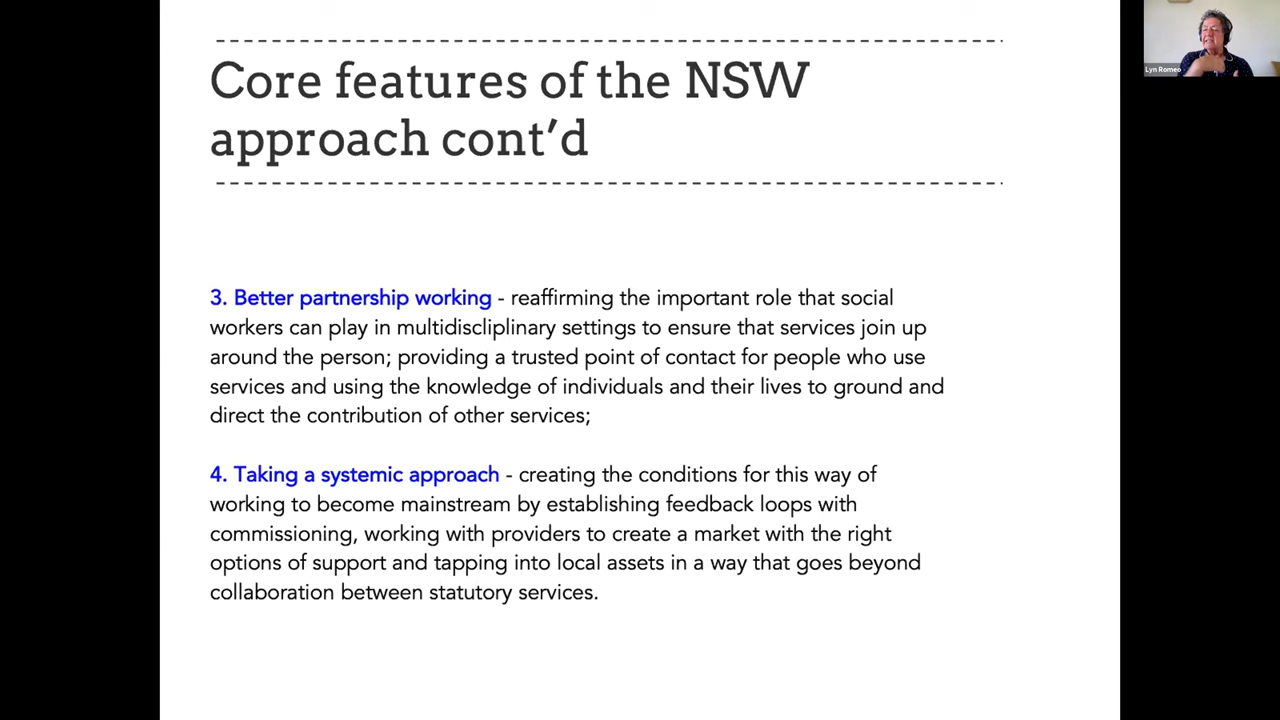 Core features of the NSW
approach cont’d
3. Better partnership working - reaffirming the important role that social
workers can play in multidiscliplinary settings to ensure that services join up
around the person; providing a trusted point of contact for people who use
services and using the knowledge of individuals and their lives to ground and
direct the contribution of other services;
4. Taking a systemic approach - creating the conditions for this way of
working to become mainstream by establishing feedback loops with
commissioning, working with providers to create a market with the right
options of support and tapping into local assets in a way that goes beyond
collaboration between statutory services.
Lyn Romeo